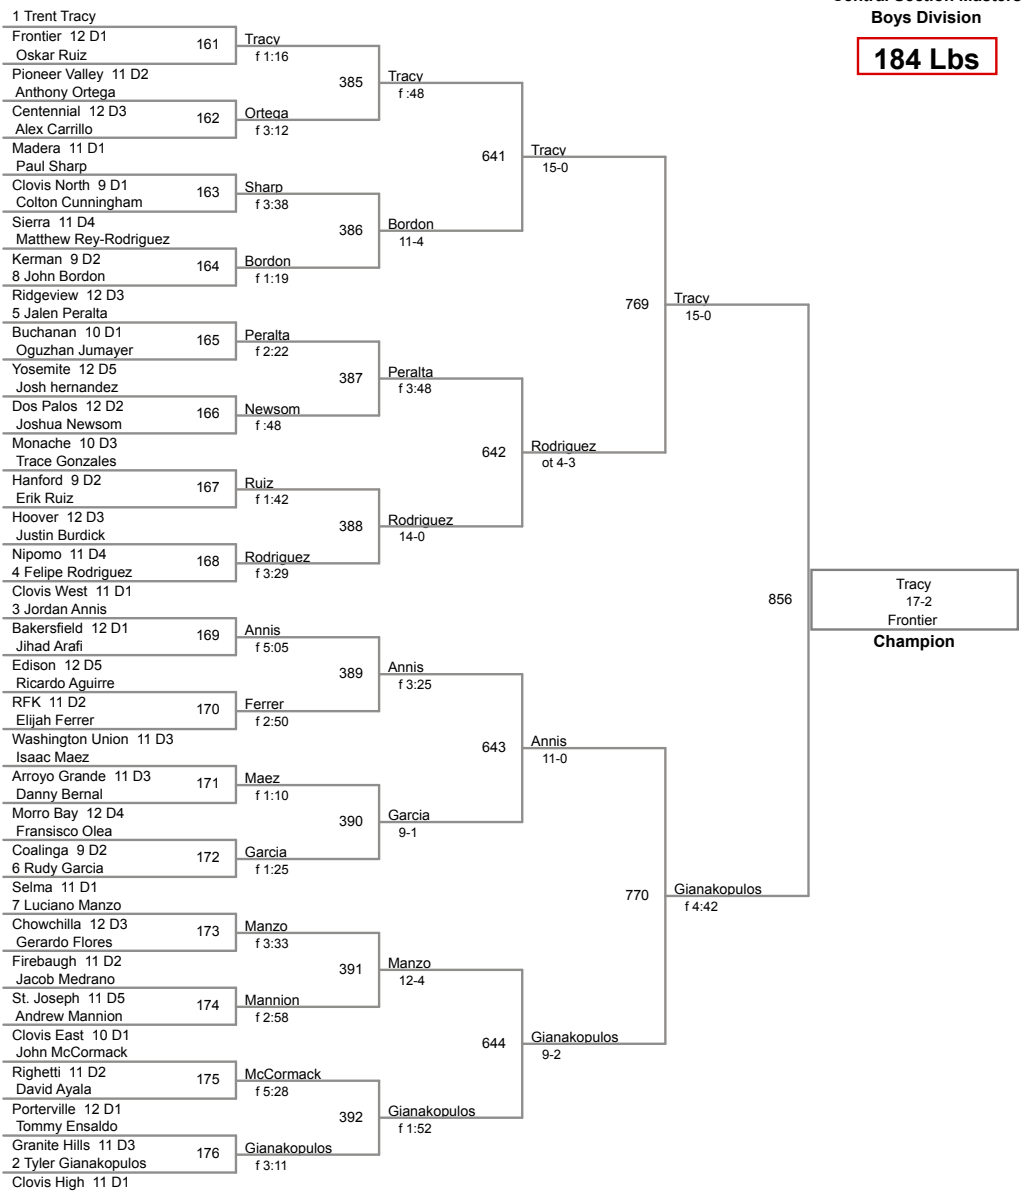 Central Section Masters
Boys Division
184 Lbs
1 Trent Tracy
Frontier 12 D1
Oskar Ruiz
161
Pioneer Valley 11 D2
Anthony Ortega
Centennial 12 D3
Alex Carrillo
162
Madera 11 D1
Paul Sharp
Clovis North 9 D1
Colton Cunningham
163
Sierra 11 D4
Matthew Rey-Rodriguez
Kerman 9 D2
8 John Bordon
164
Ridgeview 12 D3
5 Jalen Peralta
Buchanan 10 D1
Oguzhan Jumayer
165
Yosemite 12 D5
Josh hernandez
Dos Palos 12 D2
Joshua Newsom
166
Monache 10 D3
Trace Gonzales
Hanford 9 D2
Erik Ruiz
167
Hoover 12 D3
Justin Burdick
Nipomo 11 D4
4 Felipe Rodriguez
168
Clovis West 11 D1
3 Jordan Annis
Bakersfield 12 D1
Jihad Arafi
169
Edison 12 D5
Ricardo Aguirre
RFK 11 D2
Elijah Ferrer
170
Washington Union 11 D3
Isaac Maez
Arroyo Grande 11 D3
Danny Bernal
171
Morro Bay 12 D4
Fransisco Olea
Coalinga 9 D2
6 Rudy Garcia
172
Selma 11 D1
7 Luciano Manzo
Chowchilla 12 D3
Gerardo Flores
173
Firebaugh 11 D2
Jacob Medrano
St. Joseph 11 D5
Andrew Mannion
174
Clovis East 10 D1
John McCormack
Righetti 11 D2
David Ayala
175
Porterville 12 D1
Tommy Ensaldo
Granite Hills 11 D3
2 Tyler Gianakopulos
176
Clovis High 11 D1
Tracy
f 1:16
385
Ortega
f 3:12
Sharp
f 3:38
386
Bordon
f 1:19
Peralta
f 2:22
387
Newsom
f :48
Ruiz
f 1:42
388
Rodriguez
f 3:29
Annis
f 5:05
389
Ferrer
f 2:50
Maez
f 1:10
390
Garcia
f 1:25
Manzo
f 3:33
391
Mannion
f 2:58
McCormack
f 5:28
392
Gianakopulos
f 3:11
Tracy
f :48
641
Bordon
11-4
Peralta
f 3:48
642
Rodriguez
14-0
Annis
f 3:25
643
Garcia
9-1
Manzo
12-4
644
Gianakopulos
f 1:52
Tracy
15-0
769
Rodriguez
ot 4-3
Annis
11-0
770
Gianakopulos
9-2
Tracy
15-0
856
Gianakopulos
f 4:42
Tracy
17-2
Frontier
Champion